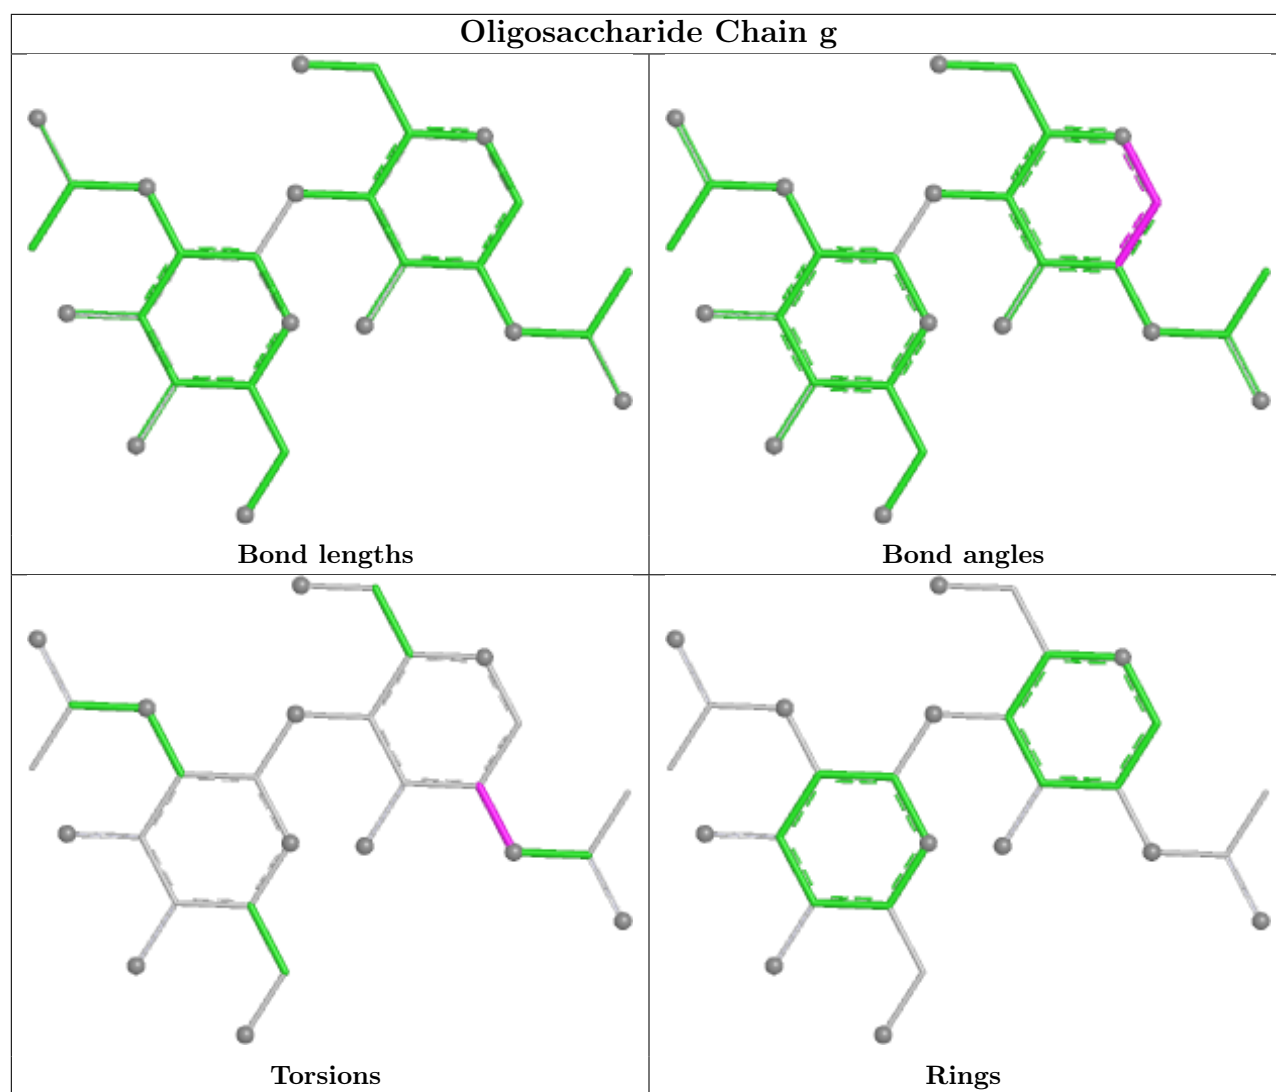 Oligosaccharide Chain g
Bond lengths
Bond angles
Torsions
Rings